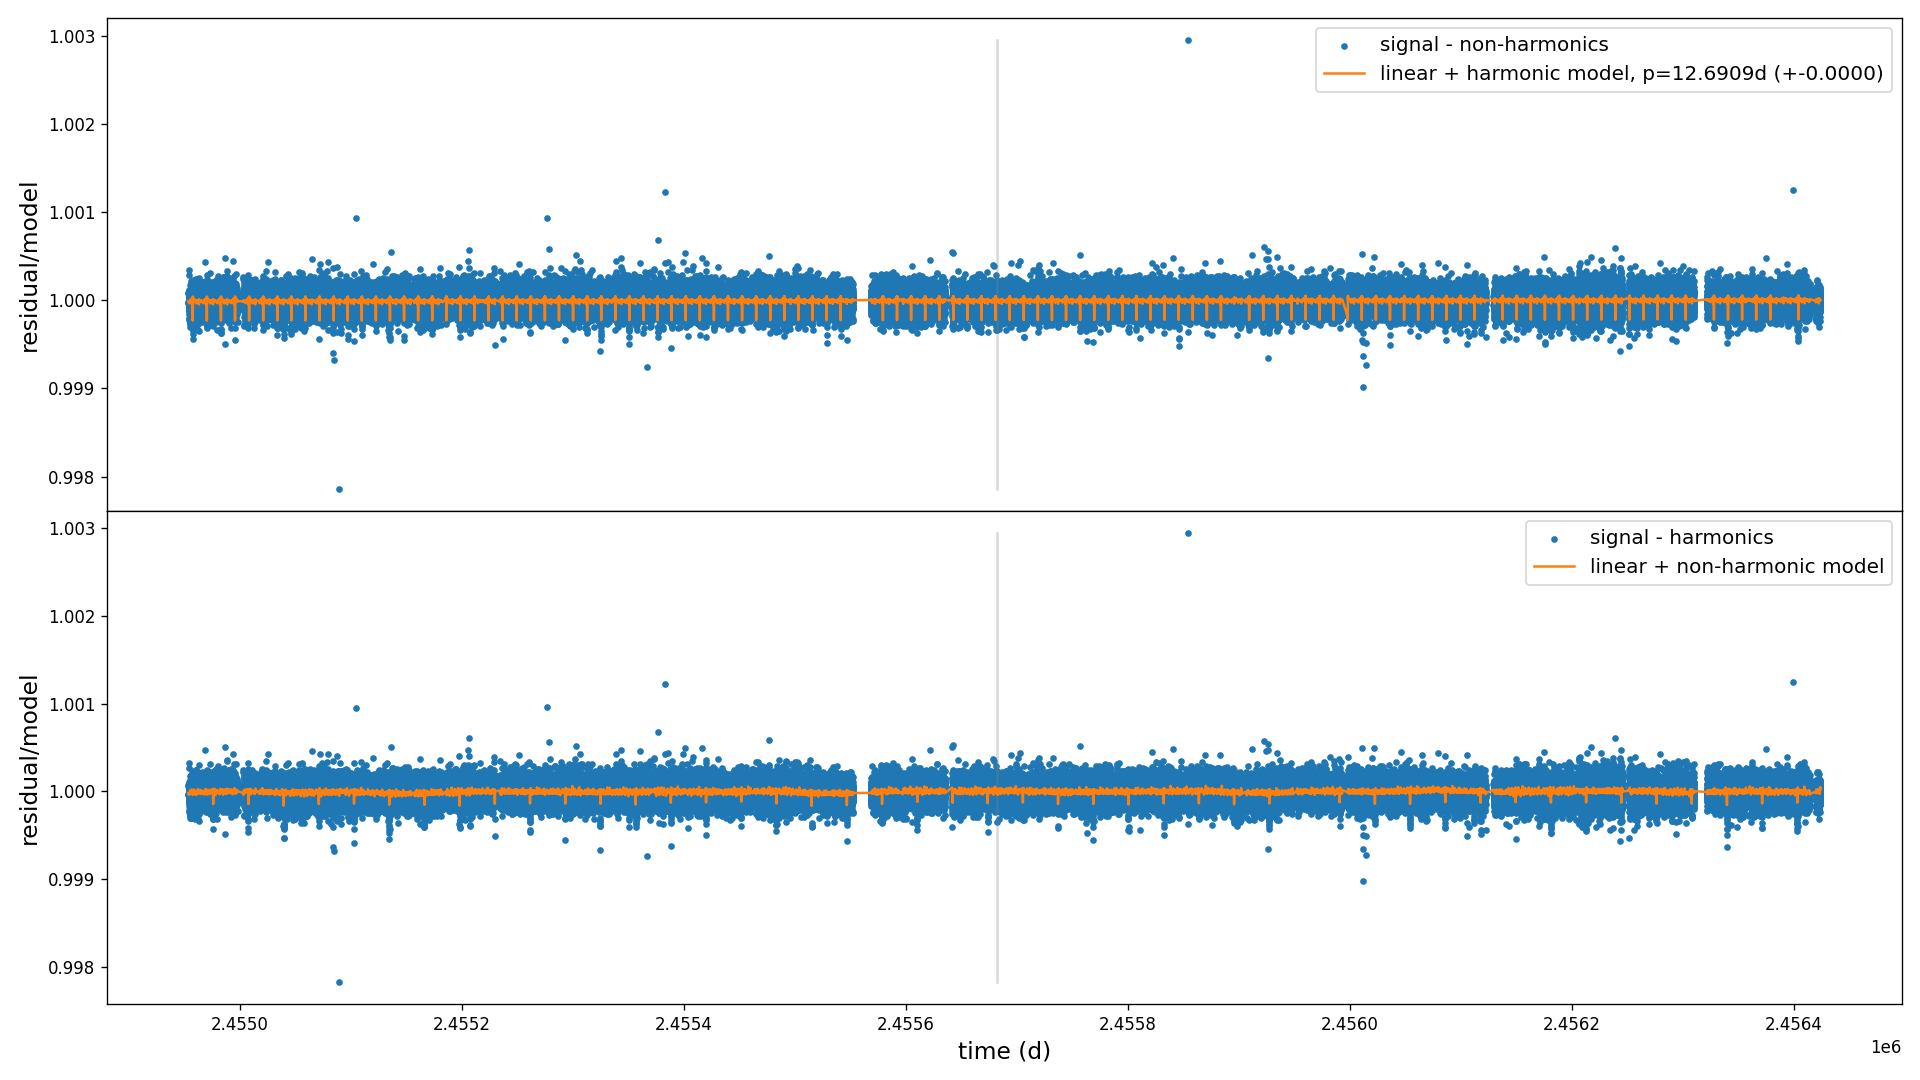 signal - non-harmonics
linear + harmonic model, p=12.6909d (+-0.0000)
1.003
1.002
1.001
1.000
0.999
0.998
residual/model
signal - harmonics
linear + non-harmonic model
1.003
1.002
1.001
1.000
0.999
0.998
residual/model
2.4550 2.4552 2.4554 2.4556 2.4558 2.4560 2.4562 2.4564
1e6
time (d)